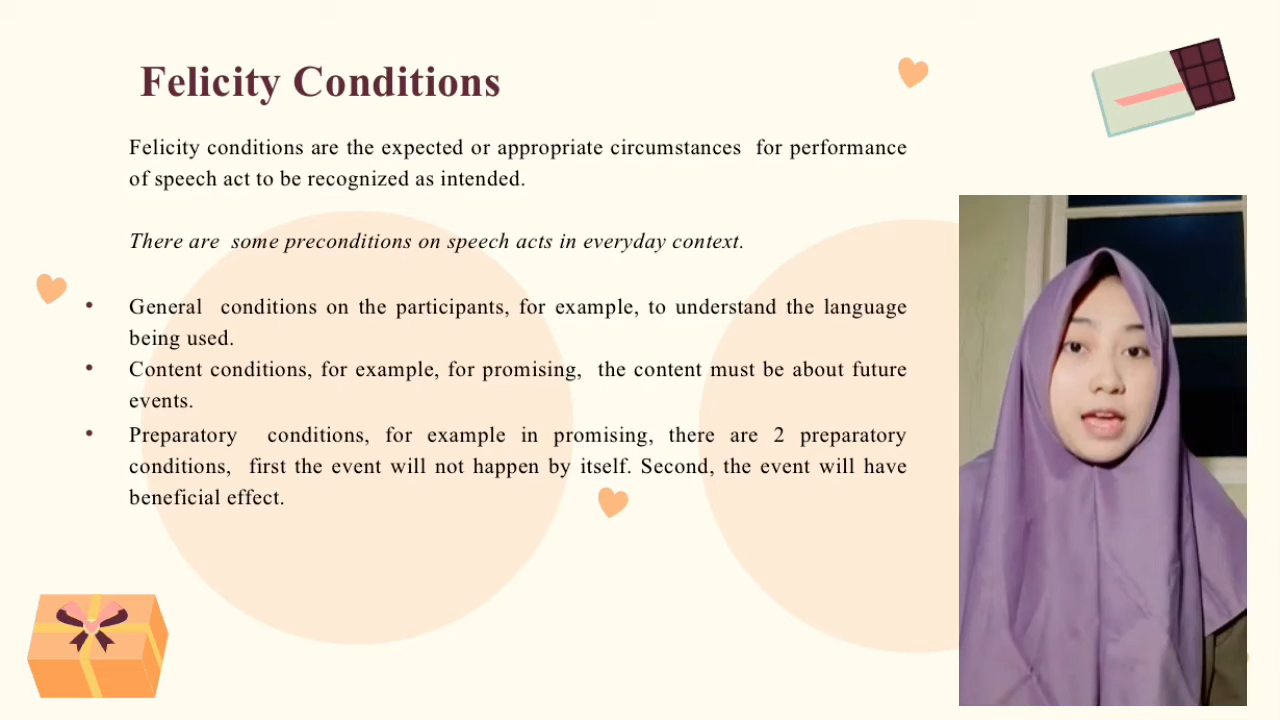 Felicity Conditions
Felicity conditions are the expected or appropriate circumstances for performance
of speech act to be recognized as intended.
There are some preconditions on speech acts in everyday context.
• General conditions on the participants, for example, to understand the language
being used.
• Content conditions, for example, for promising, the content must be about future
events.
• Preparatory conditions, for example in promising, there are 2 preparatory
conditions, first the event will not happen by itself. Second, the event will have
beneficial effect.